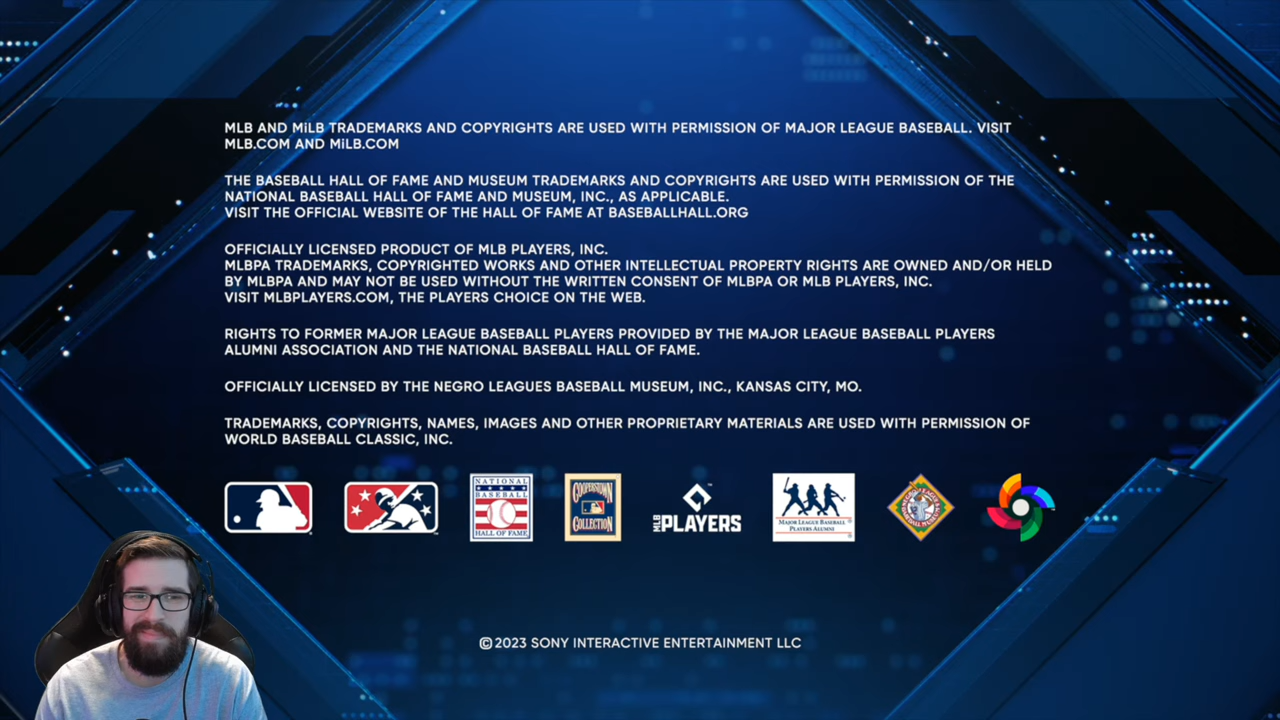 MLB AND MiLB TRADEMARKS AND COPYRIGHTS ARE USED WITH PERMISSION OF MAJOR LEAGUE BASEBALL. VISIT
MLB.COM AND MiLB.COM
THE BASEBALL HALL OF FAME AND MUSEUM TRADEMARKS AND COPYRIGHTS ARE USED WITH PERMISSION OF THE
NATIONAL BASEBALL HALL OF FAME AND MUSEUM, INC., AS APPLICABLE.
VISIT THE OFFICIAL WEBSITE OF THE HALL OF FAME AT BASEBALLHALL.ORG
OFFICIALLY LICENSED PRODUCT OF MLB PLAYERS, INC.
MLBPA TRADEMARKS, COPYRIGHTED WORKS AND OTHER INTELLECTUAL PROPERTY RIGHTS ARE OWNED AND/OR HELD
BY MLBPA AND MAY NOT BE USED WITHOUT THE WRITTEN CONSENT OF MLBPA OR MLB PLAYERS, INC.
VISIT MLBPLAYERS.COM, THE PLAYERS CHOICE ON THE WEB.
RIGHTS TO FORMER MAJOR LEAGUE BASEBALL PLAYERS PROVIDED BY THE MAJOR LEAGUE BASEBALL PLAYERS
ALUMNI ASSOCIATION AND THE NATIONAL BASEBALL HALL OF FAME.
OFFICIALLY LICENSED BY THE NEGRO LEAGUES BASEBALL MUSEUM, INC., KANSAS CITY, MO.
TRADEMARKS, COPYRIGHTS, NAMES, IMAGES AND OTHER PROPRIETARY MATERIALS ARE USED WITH PERMISSION OF
WORLD BASEBALL CLASSIC, INC.
NATIONAL
BASEBALL
HALL OF FAME
COOPERSTOWN
COLLECTION
MLB PLAYERS
MAJOR LEAGUE BASEBALL
PLAYERS ALUMNI
©2023 SONY INTERACTIVE ENTERTAINMENT LLC